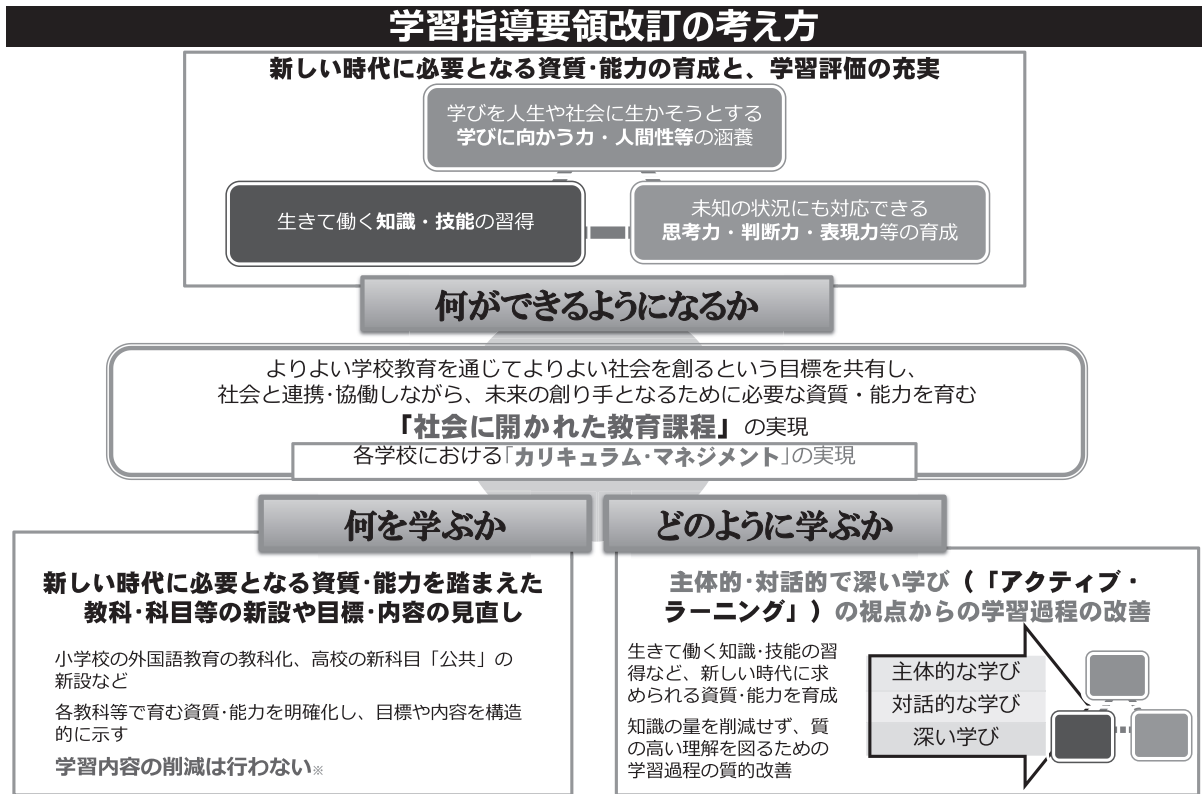 学習指導要領改訂の考え方
新しい時代に必要となる資質･能力の育成と、学習評価の充実
学びを人生や社会に生かそうとする
学びに向かう力・人間性等の涵養
生きて働く知識・技能の習得
未知の状況にも対応できる
思考力・判断力・表現力等の育成
何ができるようになるか
よりよい学校教育を通じてよりよい社会を創るという目標を共有し、
社会と連携･協働しながら、未来の創り手となるために必要な資質・能力を育む
「社会に開かれた教育課程」の実現
各学校における「カリキュラム･マネジメント」の実現
何を学ぶか
新しい時代に必要となる資質･能力を踏まえた
教科･科目等の新設や目標･内容の見直し
小学校の外国語教育の教科化、高校の新科目「公共」の
新設など
各教科等で育む資質･能力を明確化し、目標や内容を構造
的に示す
学習内容の削減は行わない※
どのように学ぶか
主体的･対話的で深い学び（「アクティブ・
ラーニング」）の視点からの学習過程の改善
生きて働く知識･技能の習
得など、新しい時代に求
められる資質･能力を育成
知識の量を削減せず、質
の高い理解を図るための
学習過程の質的改善
主体的な学び
対話的な学び
深い学び